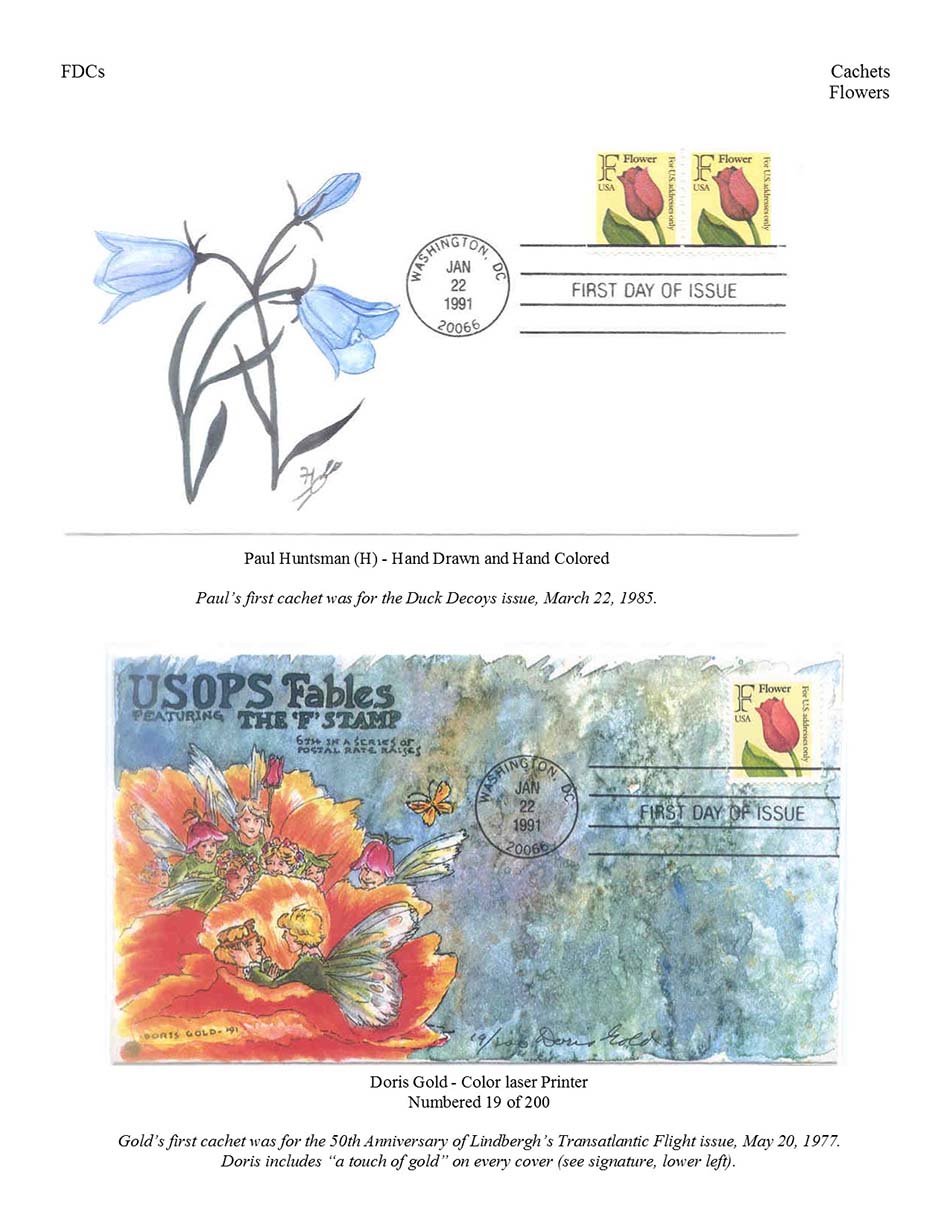 FDCs
Cachets
Flowers
F Flower
USA
For U.S. addresses only
F Flower
USA
For U.S. addresses only
WASHINGTON, DC
JAN
22
1991
20066
FIRST DAY OF ISSUE
Paul Huntsman (H) - Hand Drawn and Hand Colored
Paul’s first cachet was for the Duck Decoys issue, March 22, 1985.
USOPS Fables
FEATURING THE 'F' STAMP
6TH IN A SERIES OF
POSTAL RATE RAISES
F Flower
USA
For U.S. addresses only
WASHINGTON, DC
JAN
22
1991
20066
FIRST DAY OF ISSUE
DORIS GOLD - '91
19/200 Doris Gold
Doris Gold - Color laser Printer
Numbered 19 of 200
Gold’s first cachet was for the 50th Anniversary of Lindbergh’s Transatlantic Flight issue, May 20, 1977.
Doris includes “a touch of gold” on every cover (see signature, lower left).